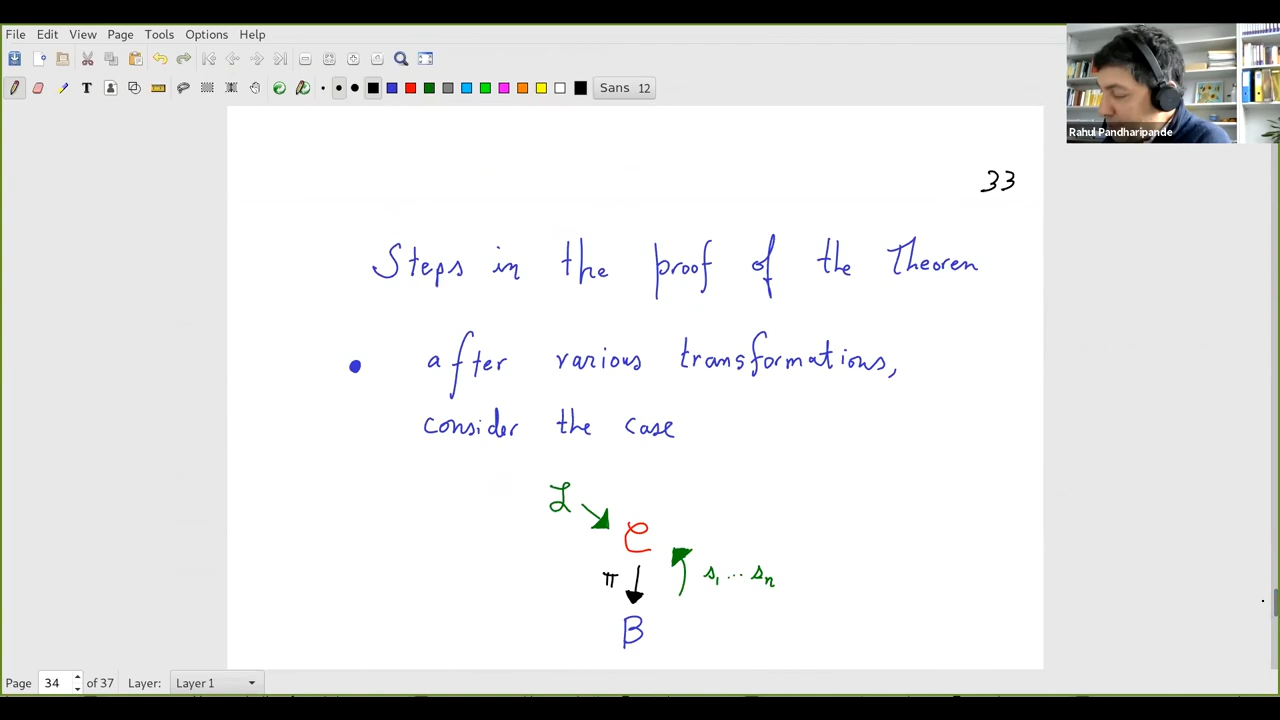 File Edit View Page Tools Options Help
Sans 12
Rahul Pandharipande
33
Steps in the proof of the Theorem
• after various transformations,
consider the case
L
C
π s₁ ... sₙ
B
Page 34 of 37 Layer: Layer 1